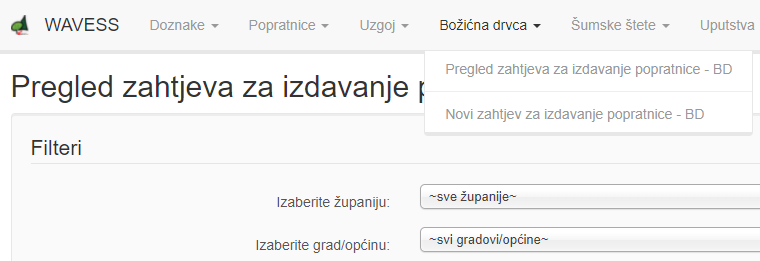 WAVESS Doznake Popratnice Uzgoj Božićna drvca Šumske štete Uputstva
Pregled zahtjeva za izdavanje popratnice - BD
Novi zahtjev za izdavanje popratnice - BD
Pregled zahtjeva za izdavanje
Filteri
Izaberite županiju: ~sve županije~
Izaberite grad/općinu: ~svi gradovi/općine~